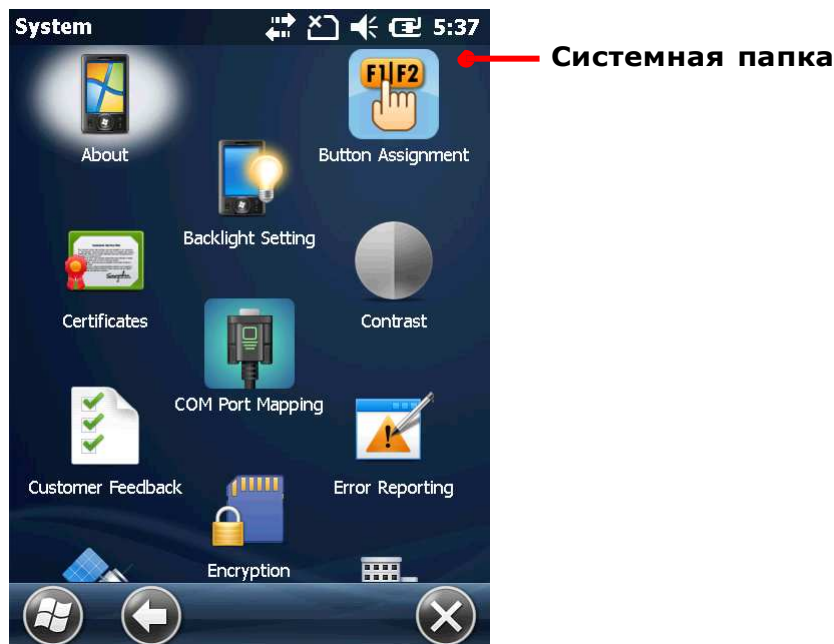 System
5:37
Системная папка
F1 F2
About
Button Assignment
Backlight Setting
Certificates
Contrast
COM Port Mapping
Customer Feedback
Error Reporting
Encryption